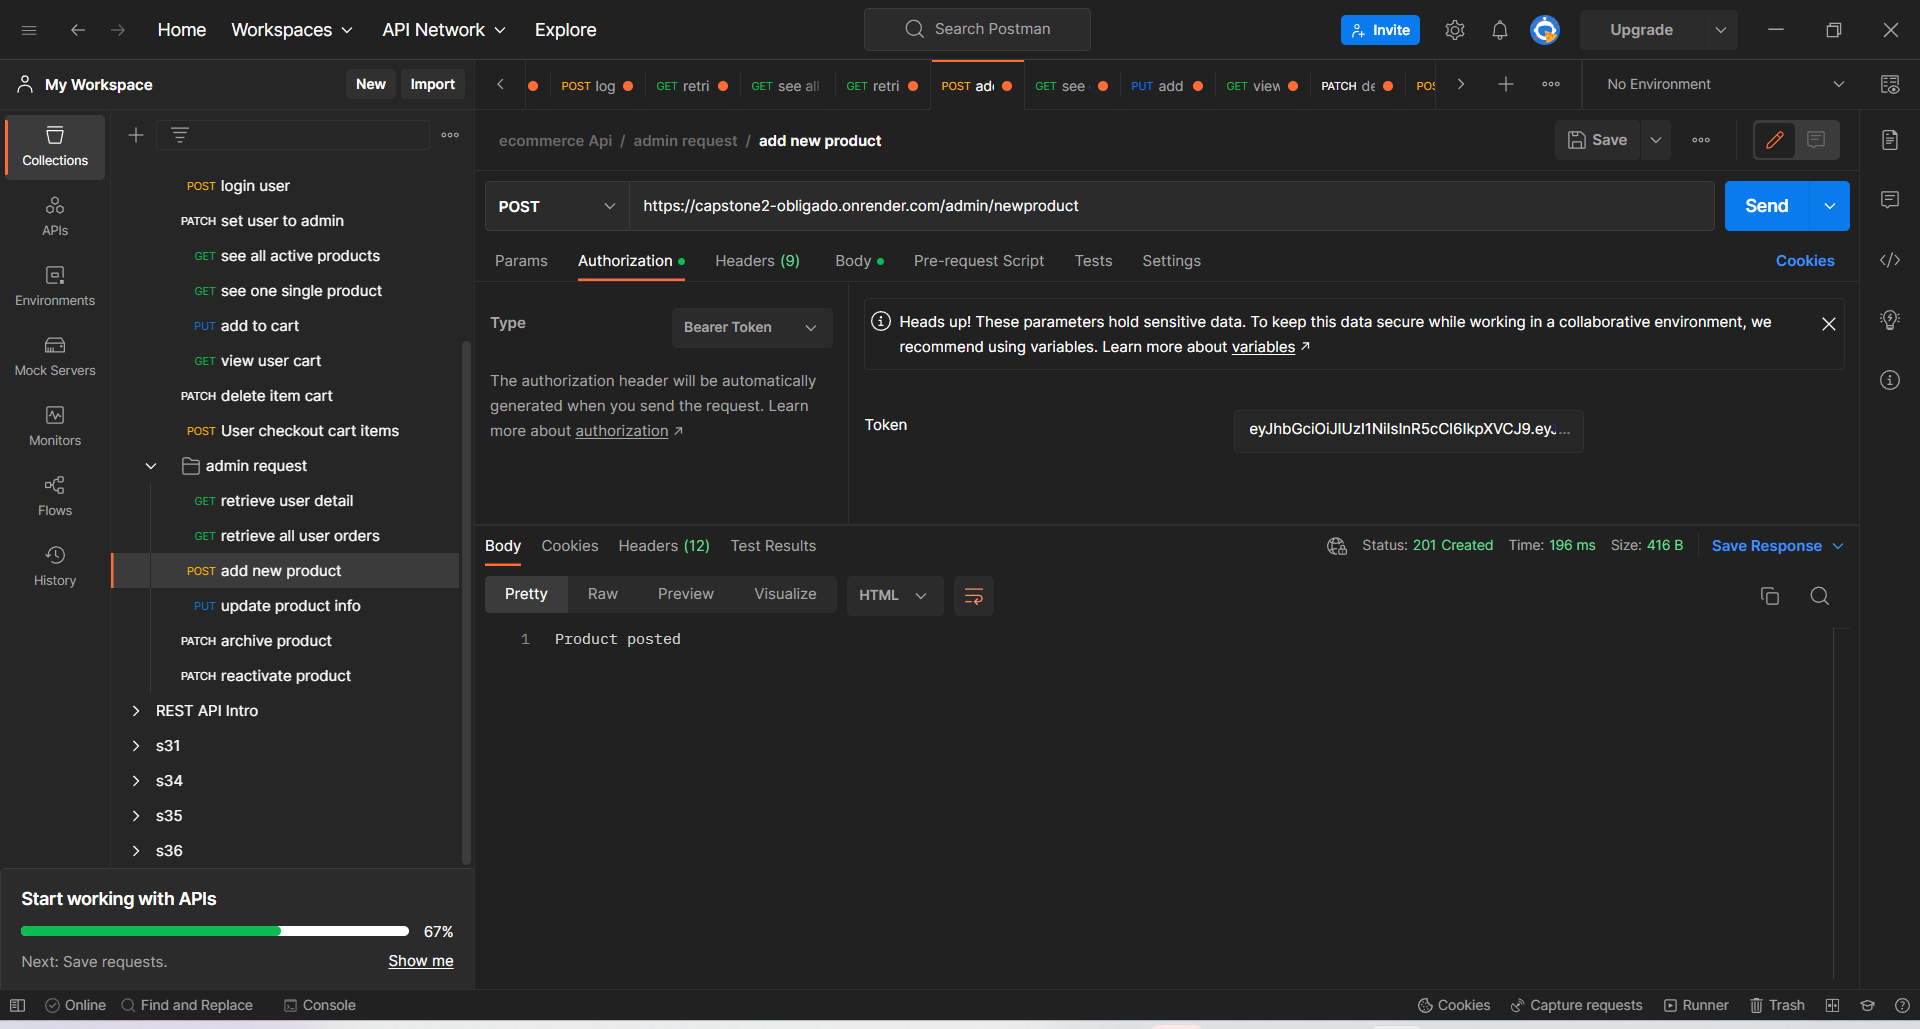 Home Workspaces API Network Explore Search Postman Invite Upgrade
My Workspace New Import
POST log GET retri GET see all GET retri POST add GET see PUT add GET view PATCH de POS No Environment
Collections
APIs
Environments
Mock Servers
Monitors
Flows
History
POST login user
PATCH set user to admin
GET see all active products
GET see one single product
PUT add to cart
GET view user cart
PATCH delete item cart
POST User checkout cart items
admin request
GET retrieve user detail
GET retrieve all user orders
POST add new product
PUT update product info
PATCH archive product
PATCH reactivate product
REST API Intro
s31
s34
s35
s36
Start working with APIs
67%
Next: Save requests. Show me
ecommerce Api / admin request / add new product Save
POST https://capstone2-obligado.onrender.com/admin/newproduct Send
Params Authorization Headers (9) Body Pre-request Script Tests Settings Cookies
Type Bearer Token
The authorization header will be automatically
generated when you send the request. Learn
more about authorization ↗
Heads up! These parameters hold sensitive data. To keep this data secure while working in a collaborative environment, we
recommend using variables. Learn more about variables ↗
Token eyJhbGciOiJIUzI1NiIsInR5cCI6IkpXVCJ9.eyJ...
Body Cookies Headers (12) Test Results Status: 201 Created Time: 196 ms Size: 416 B Save Response
Pretty Raw Preview Visualize HTML
1 Product posted
Online Find and Replace Console Cookies Capture requests Runner Trash